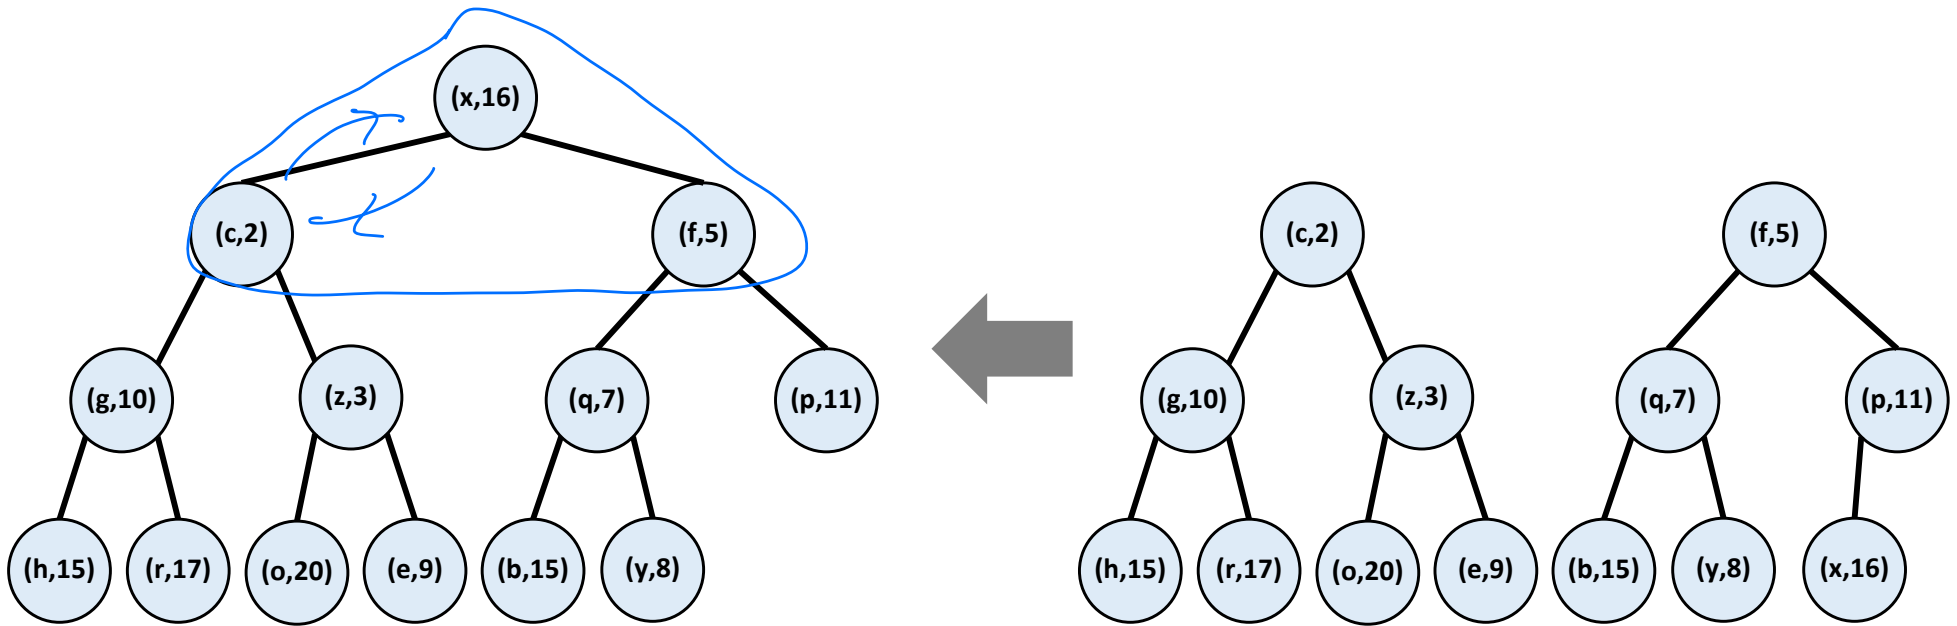 (x,16)
(c,2) (f,5) (c,2) (f,5)
(g,10) (z,3) (q,7) (p,11) (g,10) (z,3) (q,7) (p,11)
(h,15) (r,17) (o,20) (e,9) (b,15) (y,8) (h,15) (r,17) (o,20) (e,9) (b,15) (y,8) (x,16)